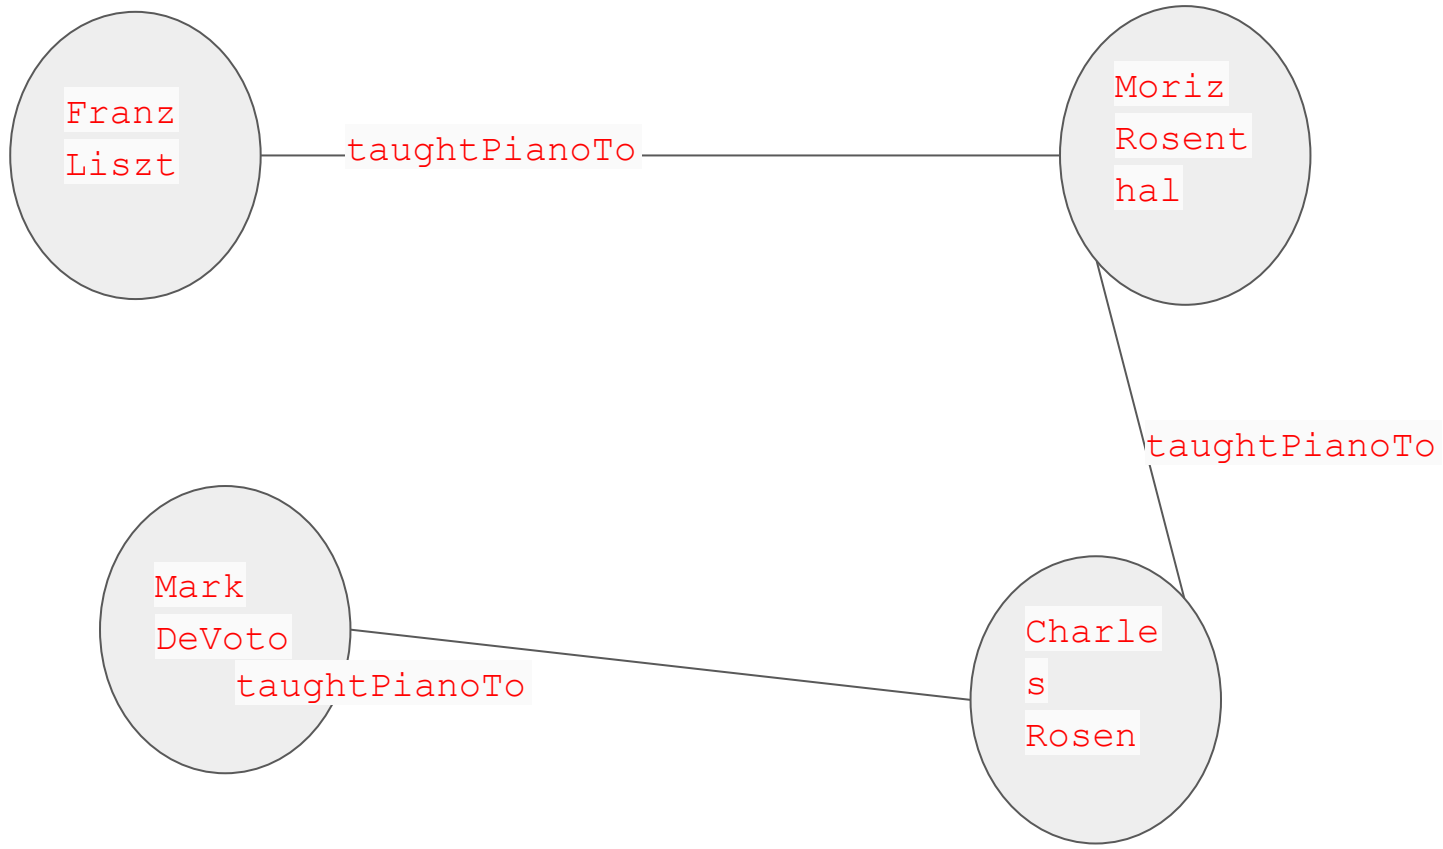 Franz
Liszt
taughtPianoTo
Moriz
Rosent
hal
taughtPianoTo
Mark
DeVoto
taughtPianoTo
Charle
s
Rosen